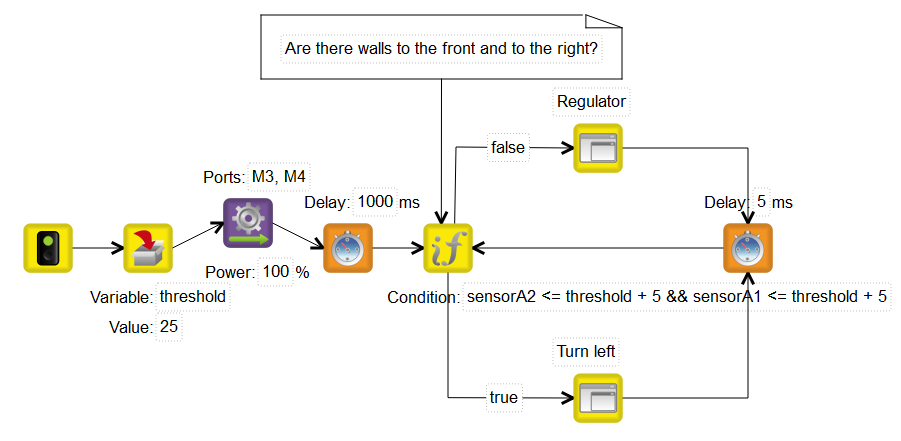 Are there walls to the front and to the right?
Regulator
false
Ports: M3, M4
Delay: 1000 ms
Delay: 5 ms
if
Power: 100 %
Variable: threshold
Value: 25
Condition: sensorA2 <= threshold + 5 && sensorA1 <= threshold + 5
Turn left
true